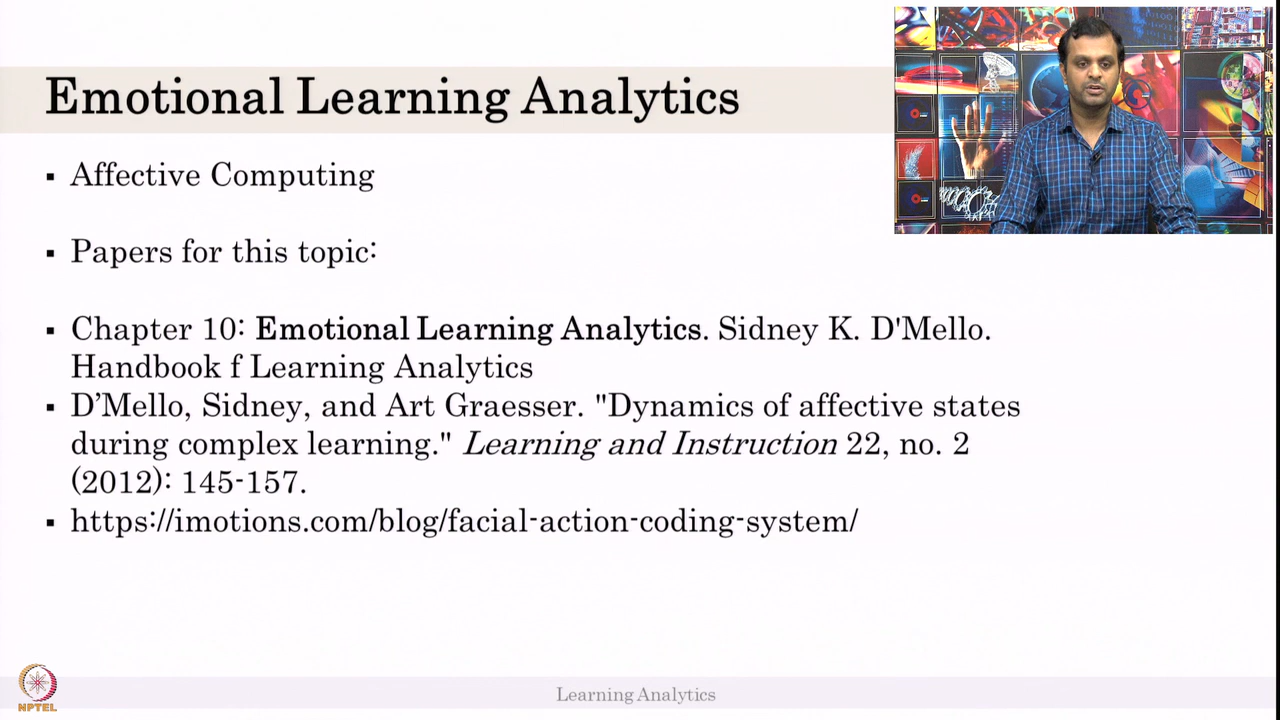 Emotional Learning Analytics
▪ Affective Computing
▪ Papers for this topic:
▪ Chapter 10: Emotional Learning Analytics. Sidney K. D'Mello.
Handbook f Learning Analytics
▪ D’Mello, Sidney, and Art Graesser. "Dynamics of affective states
during complex learning." Learning and Instruction 22, no. 2
(2012): 145-157.
▪ https://imotions.com/blog/facial-action-coding-system/
NPTEL
Learning Analytics